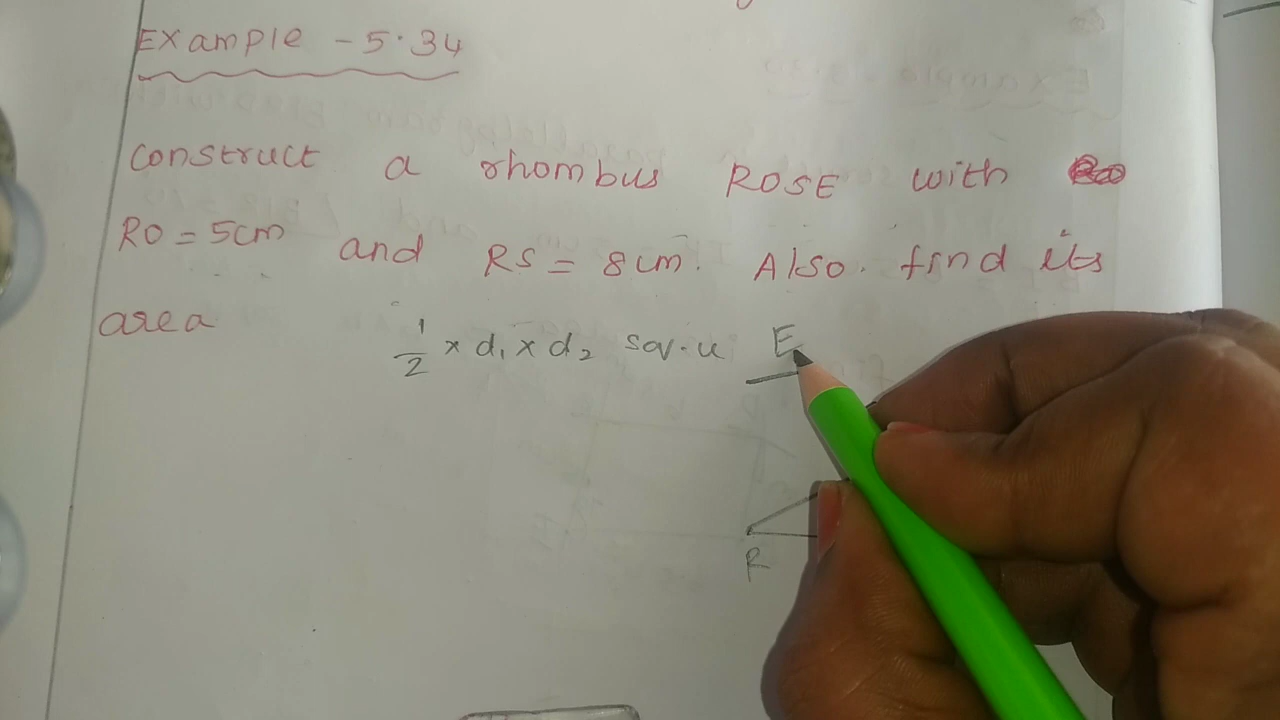 Example - 5.34
construct a rhombus ROSE with
RO = 5cm and RS = 8cm. Also. find its
area
1/2 × d₁ × d₂ sq.u E
R